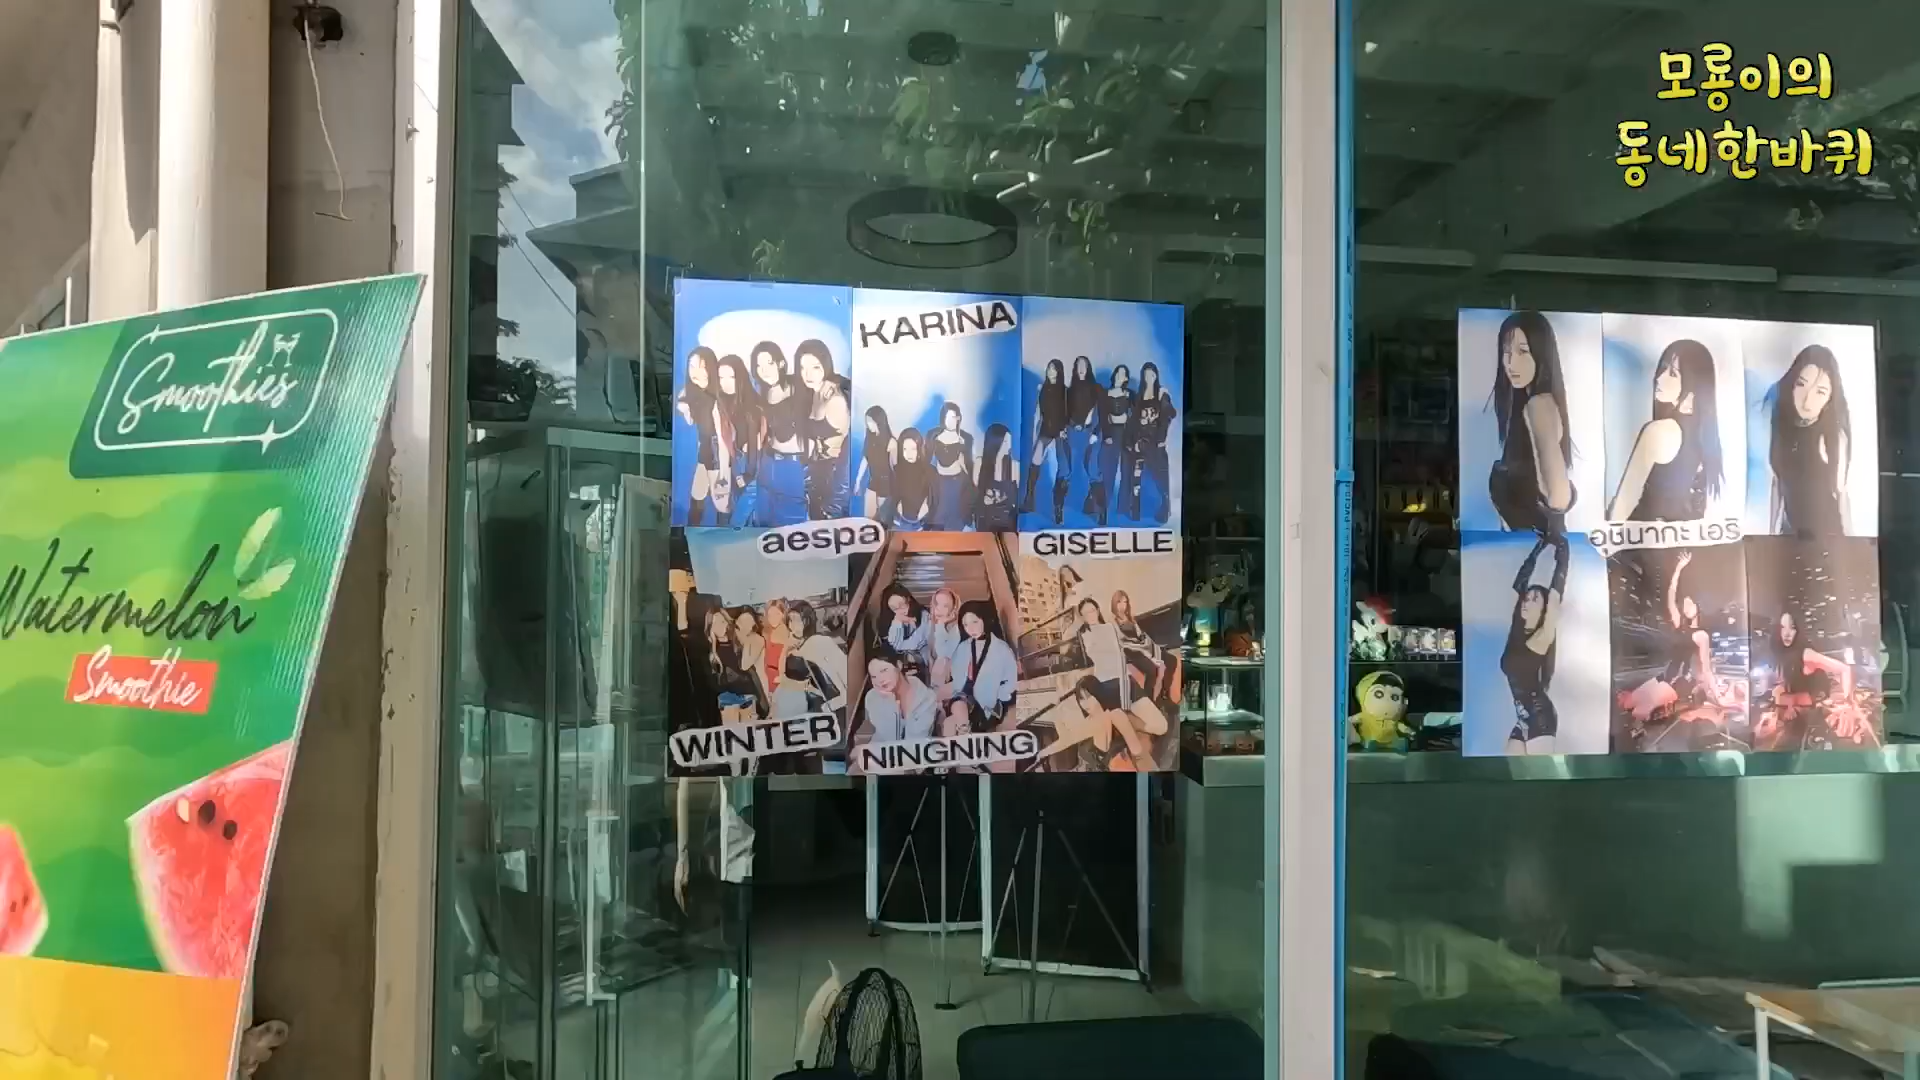 모룡이의
동네한바퀴
Smoothies
Watermelon
Smoothie
KARINA
aespa
GISELLE
WINTER
NINGNING
อุชินากะ เอริ